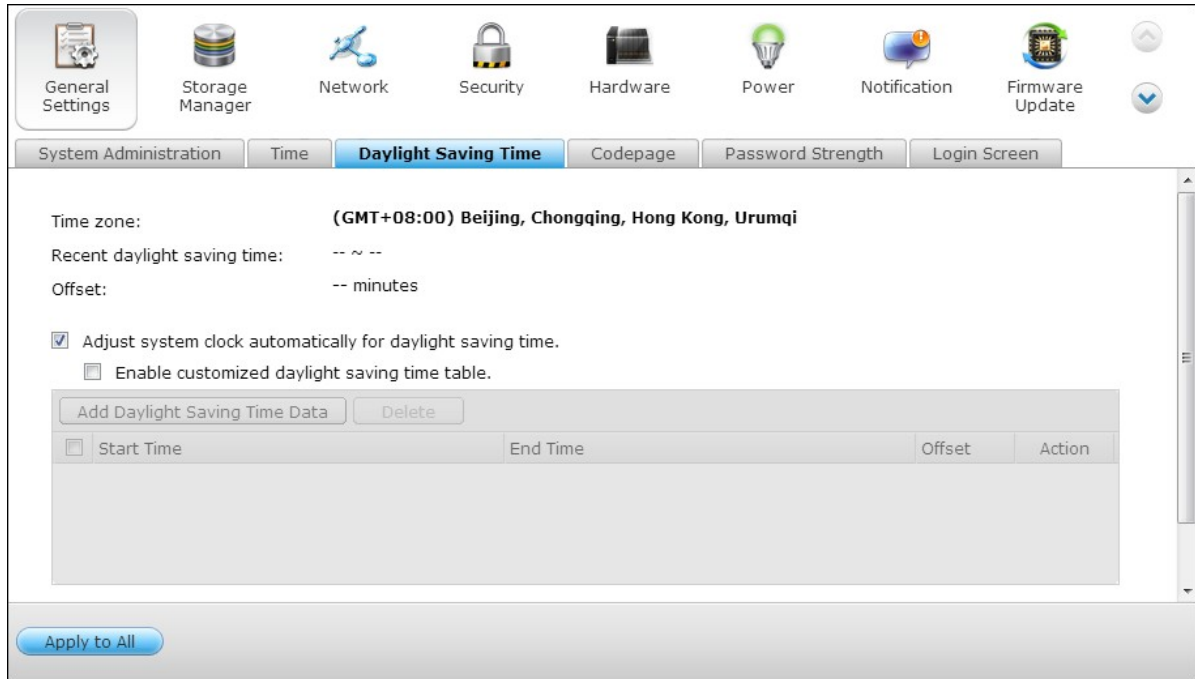 General Settings
Storage Manager
Network
Security
Hardware
Power
Notification
Firmware Update
System Administration
Time
Daylight Saving Time
Codepage
Password Strength
Login Screen
Time zone: (GMT+08:00) Beijing, Chongqing, Hong Kong, Urumqi
Recent daylight saving time: -- ~ --
Offset: -- minutes
Adjust system clock automatically for daylight saving time.
Enable customized daylight saving time table.
Add Daylight Saving Time Data Delete
Start Time End Time Offset Action
Apply to All